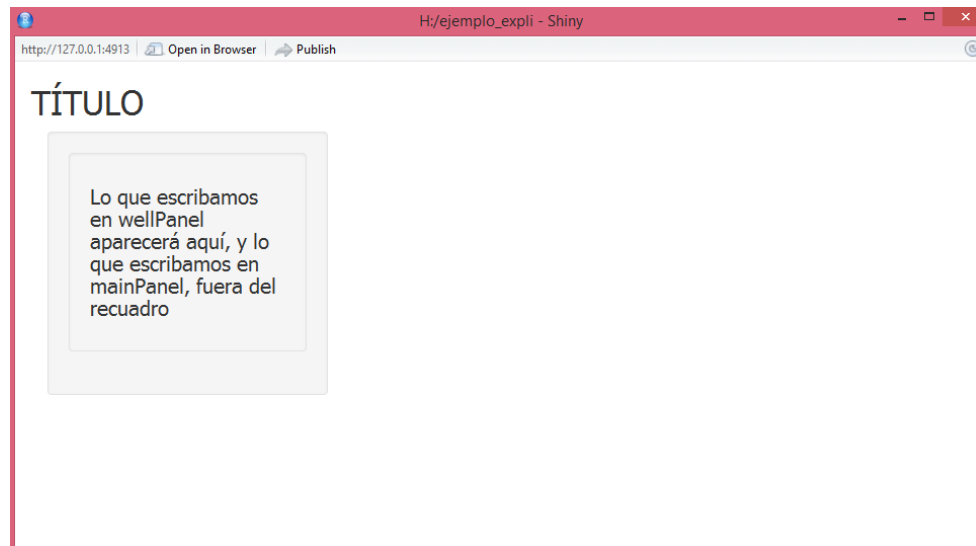 H:/ejemplo_expli - Shiny
http://127.0.0.1:4913 Open in Browser Publish
TÍTULO
Lo que escribamos
en wellPanel
aparecerá aquí, y lo
que escribamos en
mainPanel, fuera del
recuadro